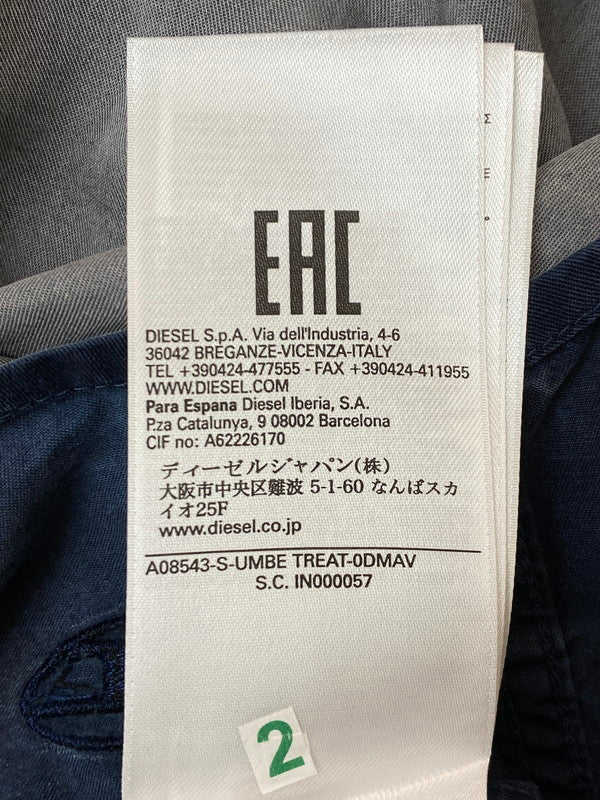 EAC
DIESEL S.p.A. Via dell'Industria, 4-6
36042 BREGANZE-VICENZA-ITALY
TEL +390424-477555 - FAX +390424-411955
WWW.DIESEL.COM
Para Espana Diesel Iberia, S.A.
P.za Catalunya, 9 08002 Barcelona
CIF no: A62226170
ディーゼルジャパン(株)
大阪市中央区難波 5-1-60 なんばスカ
イオ25F
www.diesel.co.jp
A08543-S-UMBE TREAT-0DMAV
S.C. IN000057
2